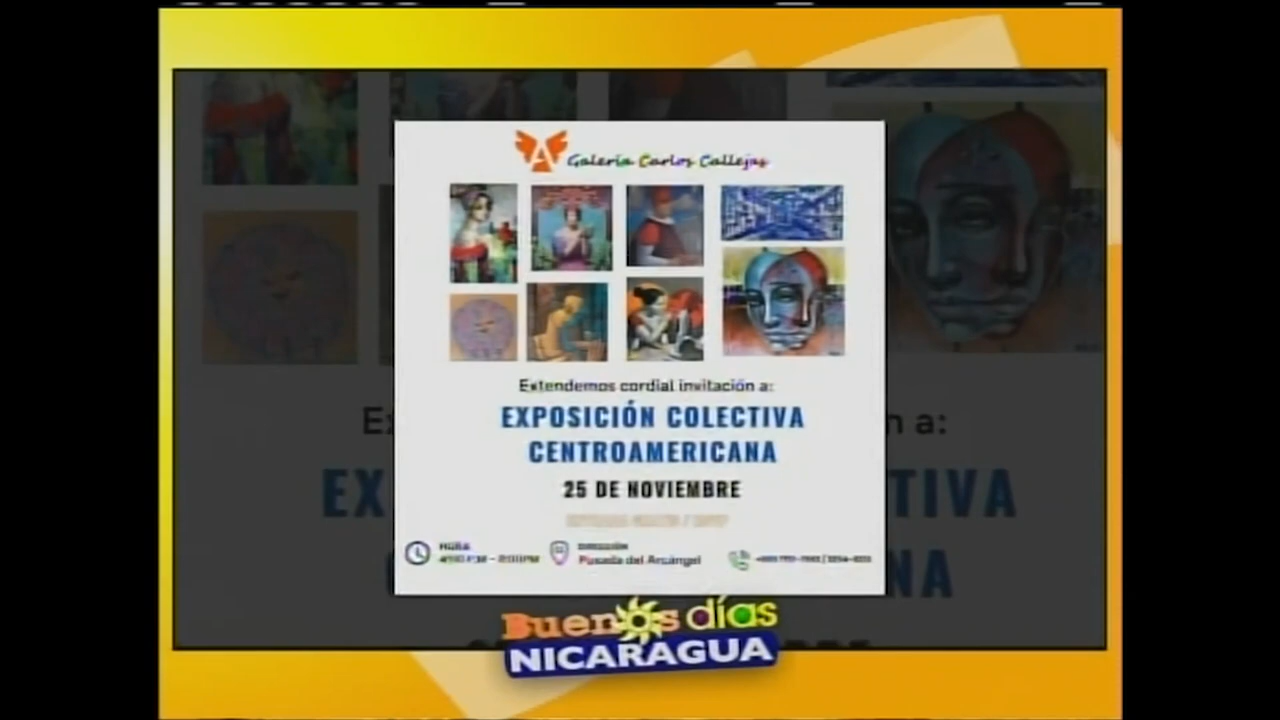 A Galería Carlos Callejas
Extendemos cordial invitación a:
EXPOSICIÓN COLECTIVA
CENTROAMERICANA
25 DE NOVIEMBRE
HORA
DIRECCIÓN
Posada del Arcángel
Buenos días
NICARAGUA